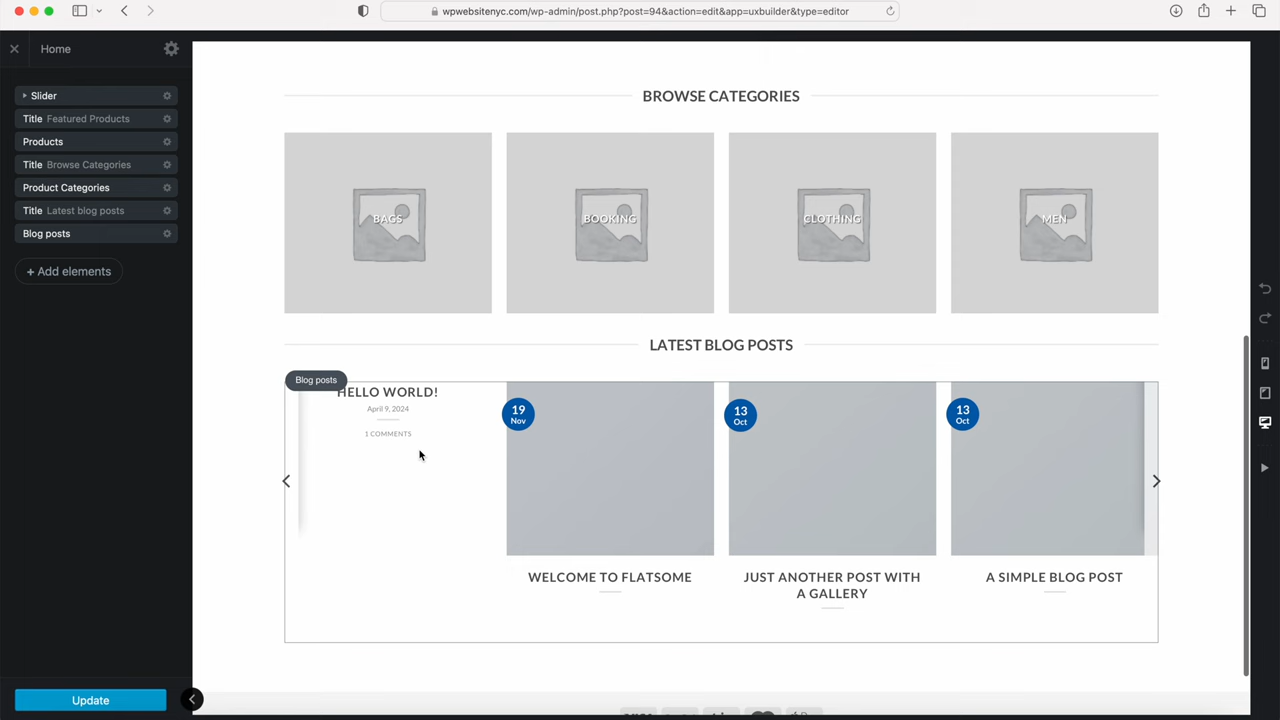 wpwebsitenyc.com/wp-admin/post.php?post=94&action=edit&app=uxbuilder&type=editor
Home
Slider
Title Featured Products
Products
Title Browse Categories
Product Categories
Title Latest blog posts
Blog posts
+ Add elements
Update
BROWSE CATEGORIES
BAGS
BOOKING
CLOTHING
MEN
LATEST BLOG POSTS
Blog posts
HELLO WORLD!
April 9, 2024
1 COMMENTS
19
Nov
WELCOME TO FLATSOME
13
Oct
JUST ANOTHER POST WITH
A GALLERY
13
Oct
A SIMPLE BLOG POST